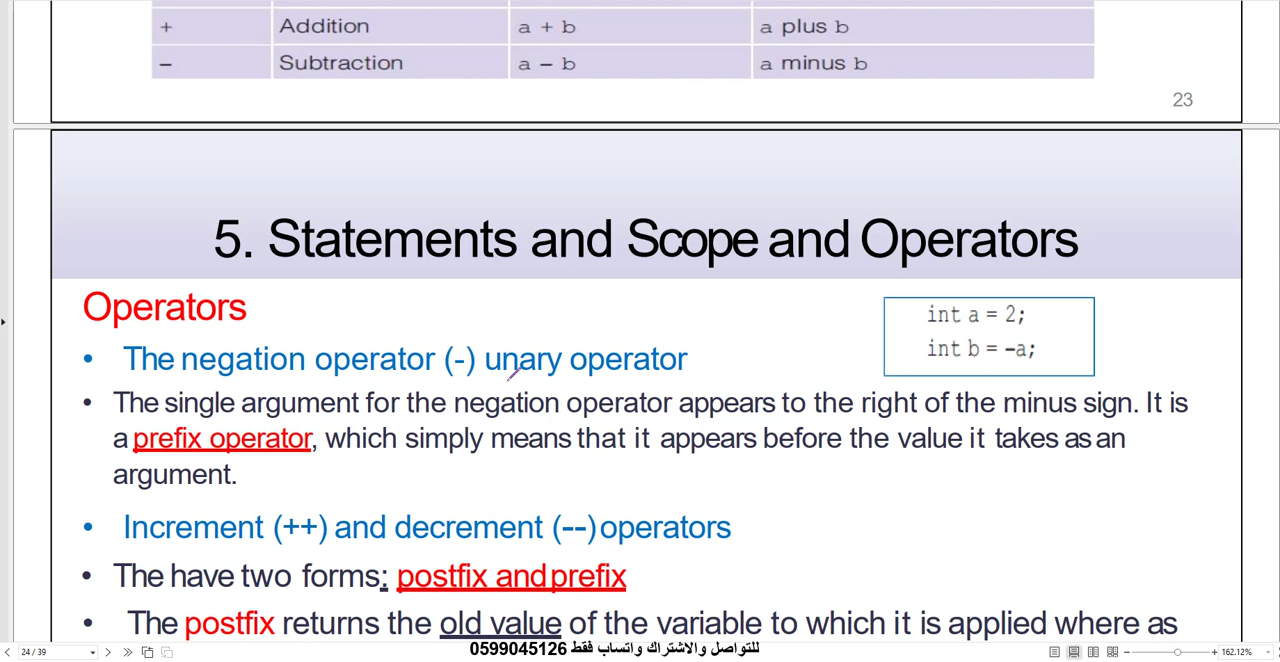 + Addition a + b a plus b
− Subtraction a − b a minus b
23
5. Statements and Scope and Operators
Operators
int a = 2;
int b = -a;
• The negation operator (-) unary operator
• The single argument for the negation operator appears to the right of the minus sign. It is
a prefix operator, which simply means that it appears before the value it takes as an
argument.
• Increment (++) and decrement (--) operators
• The have two forms: postfix and prefix
• The postfix returns the old value of the variable to which it is applied where as
للتواصل والاشتراك واتساب فقط 0599045126
24 / 39
162.12%